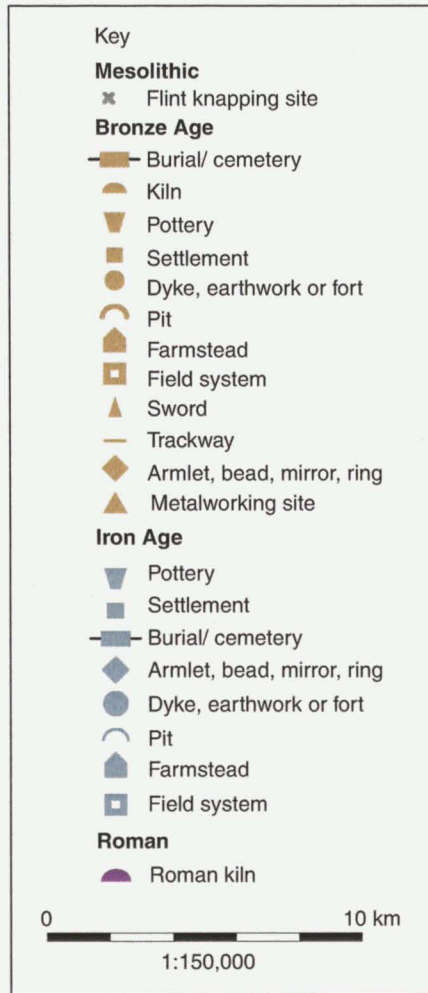 Key
Mesolithic
Flint knapping site
Bronze Age
Burial/ cemetery
Kiln
Pottery
Settlement
Dyke, earthwork or fort
Pit
Farmstead
Field system
Sword
Trackway
Armlet, bead, mirror, ring
Metalworking site
Iron Age
Pottery
Settlement
Burial/ cemetery
Armlet, bead, mirror, ring
Dyke, earthwork or fort
Pit
Farmstead
Field system
Roman
Roman kiln
0 10 km
1:150,000